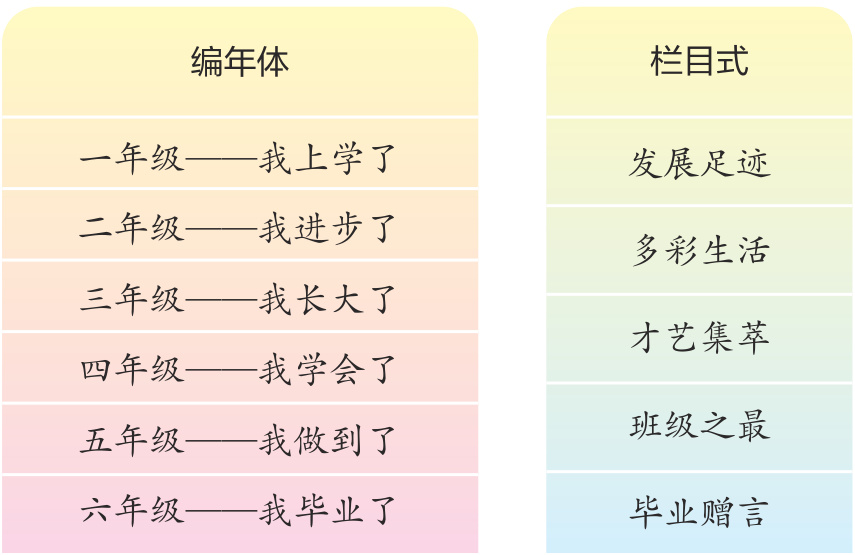 编年体
一年级——我上学了
二年级——我进步了
三年级——我长大了
四年级——我学会了
五年级——我做到了
六年级——我毕业了
栏目式
发展足迹
多彩生活
才艺集萃
班级之最
毕业赠言